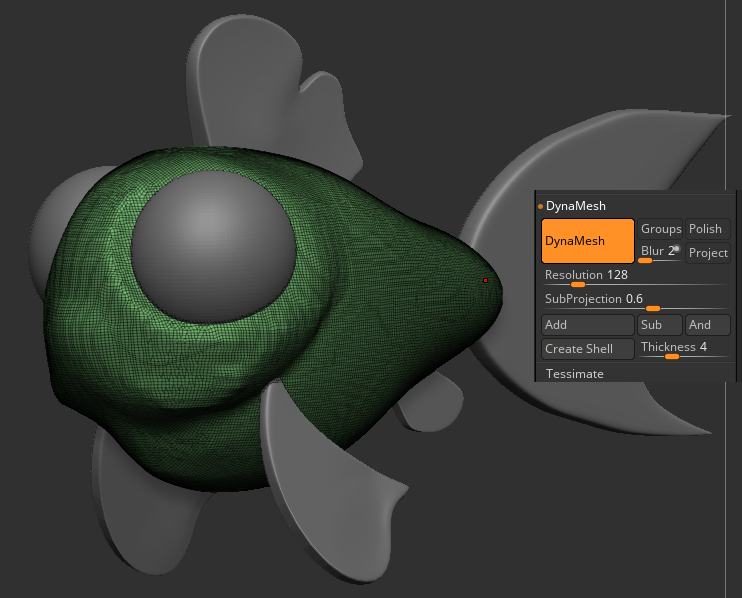 DynaMesh
DynaMesh
Groups Polish
Blur 2 Project
Resolution 128
SubProjection 0.6
Add Sub And
Create Shell Thickness 4
Tessimate